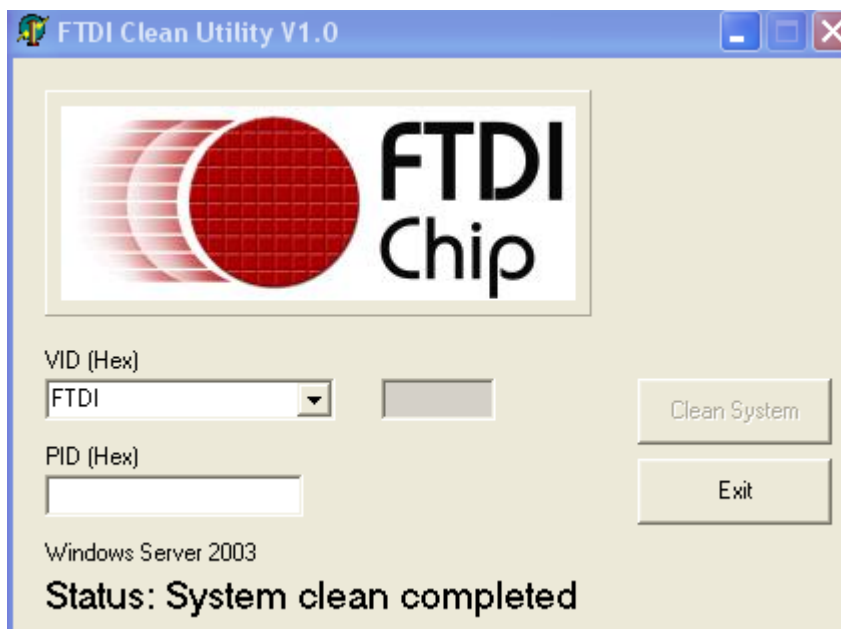 FTDI Clean Utility V1.0
FTDI
Chip
VID (Hex)
FTDI
Clean System
PID (Hex)
Exit
Windows Server 2003
Status: System clean completed